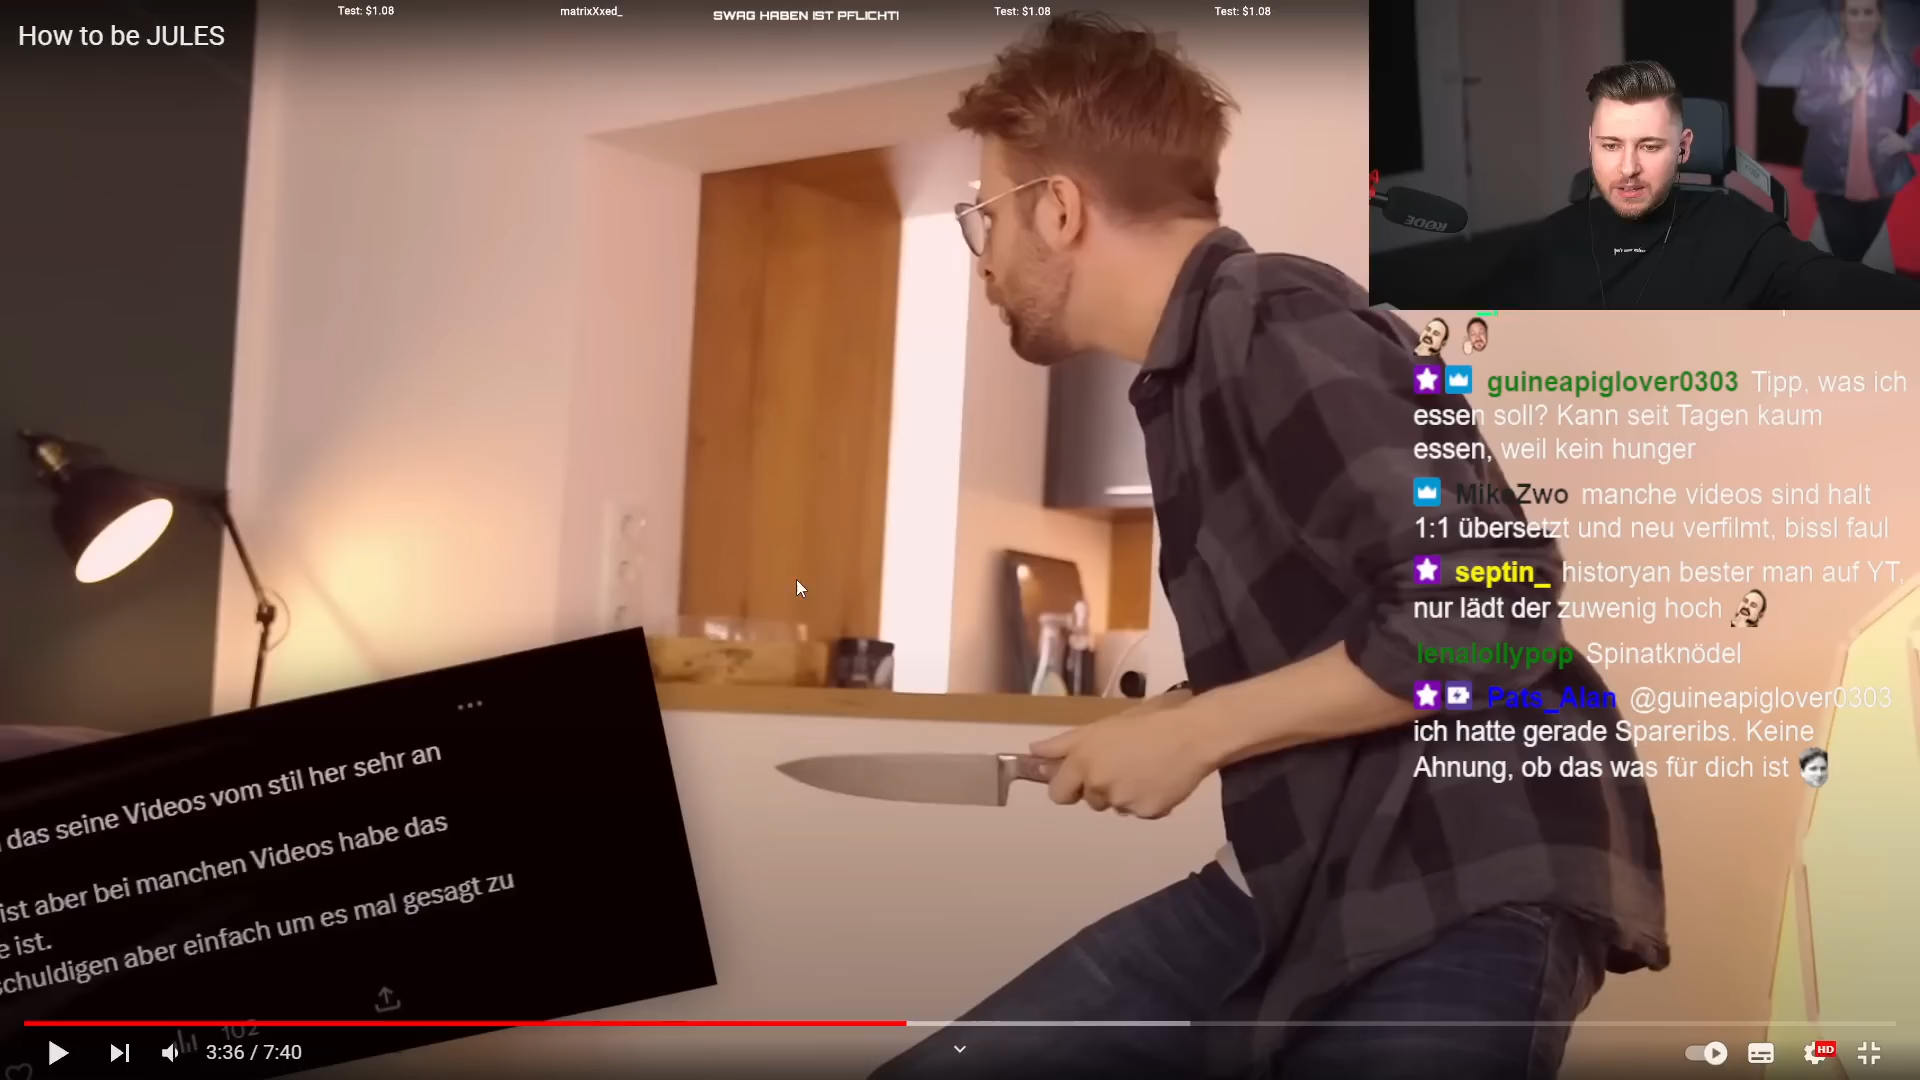 Test: $1.08
matrixXxed_
SWAG HABEN IST PFLICHT!
Test: $1.08
Test: $1.08
How to be JULES
RØDE
guineapiglover0303 Tipp, was ich
essen soll? Kann seit Tagen kaum
essen, weil kein hunger
MikeZwo manche videos sind halt
1:1 übersetzt und neu verfilmt, bissl faul
septin_ historyan bester man auf YT,
nur lädt der zuwenig hoch
lenalollypop Spinatknödel
Pats_Alan @guineapiglover0303
ich hatte gerade Spareribs. Keine
Ahnung, ob das was für dich ist
das seine Videos vom stil her sehr an
ist aber bei manchen Videos habe das
e ist.
schuldigen aber einfach um es mal gesagt zu
102
3:36 / 7:40
HD